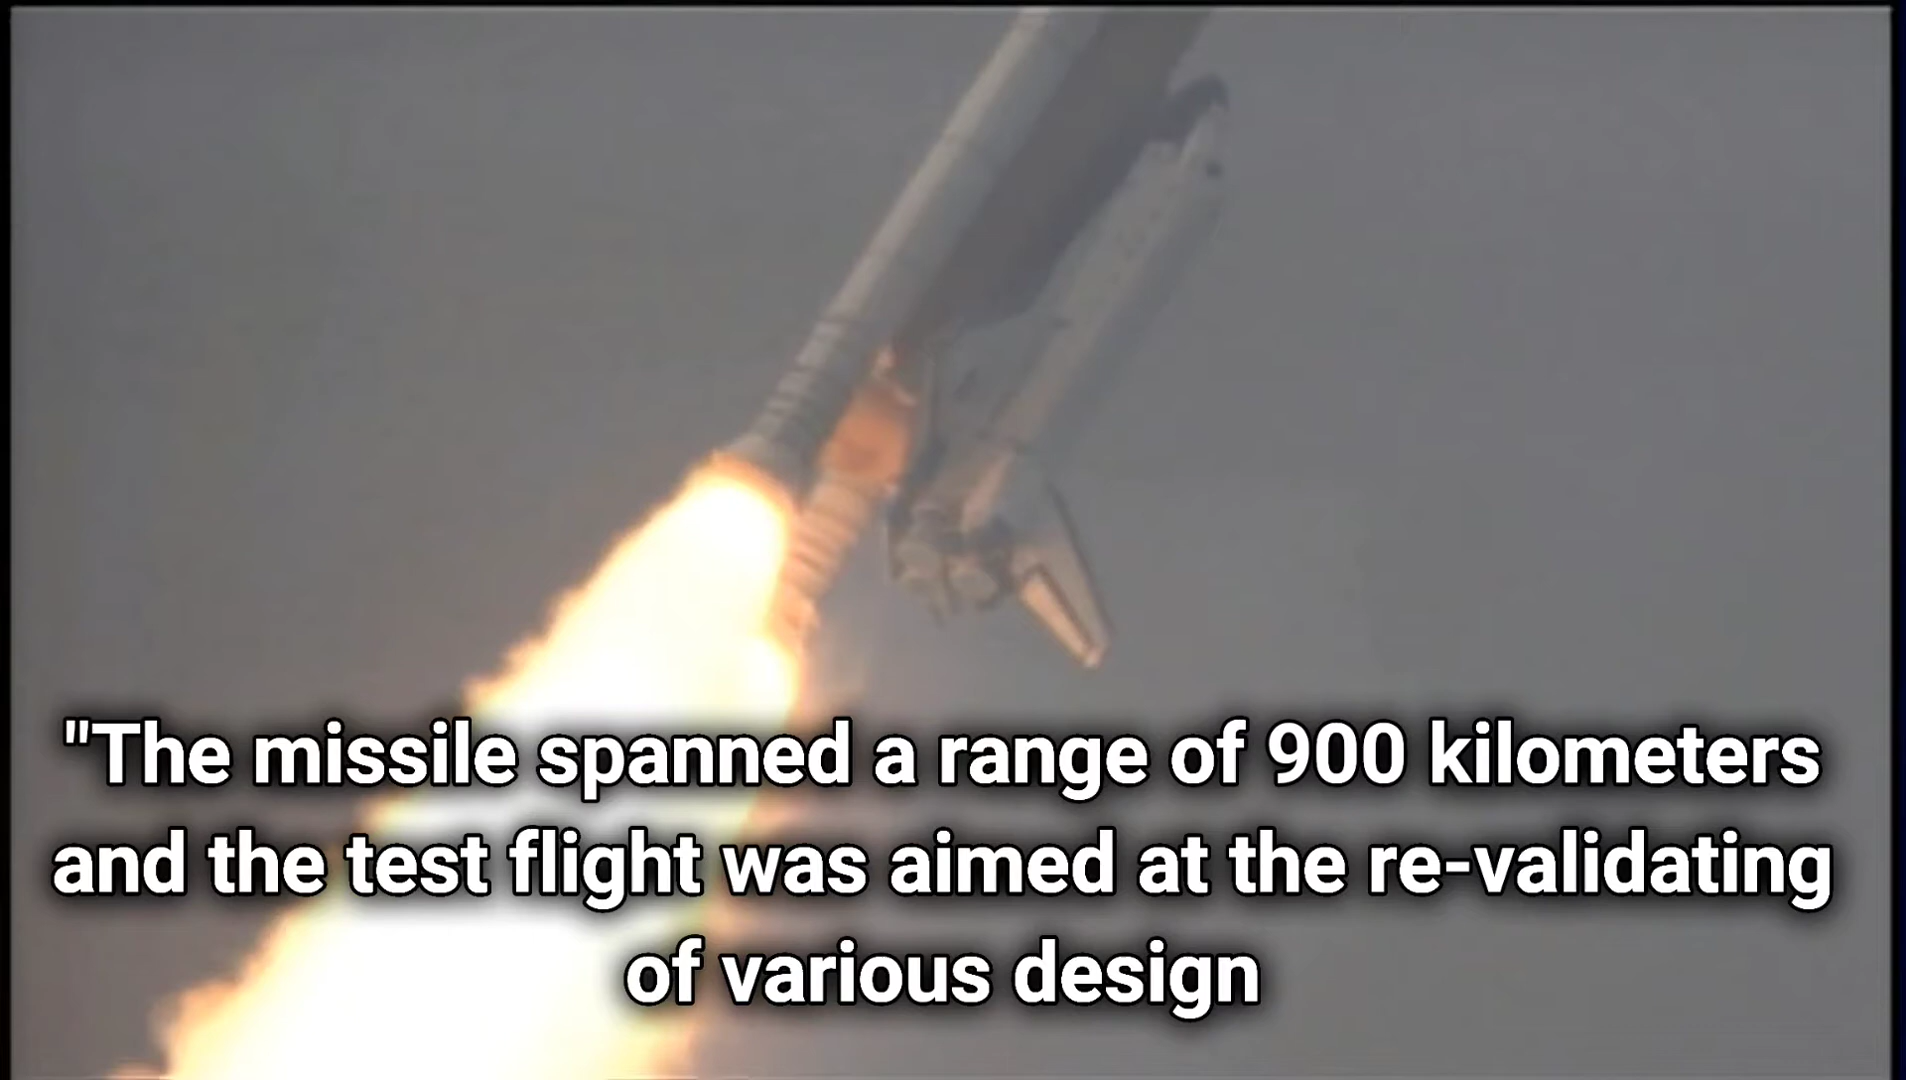 "The missile spanned a range of 900 kilometers
and the test flight was aimed at the re-validating
of various design